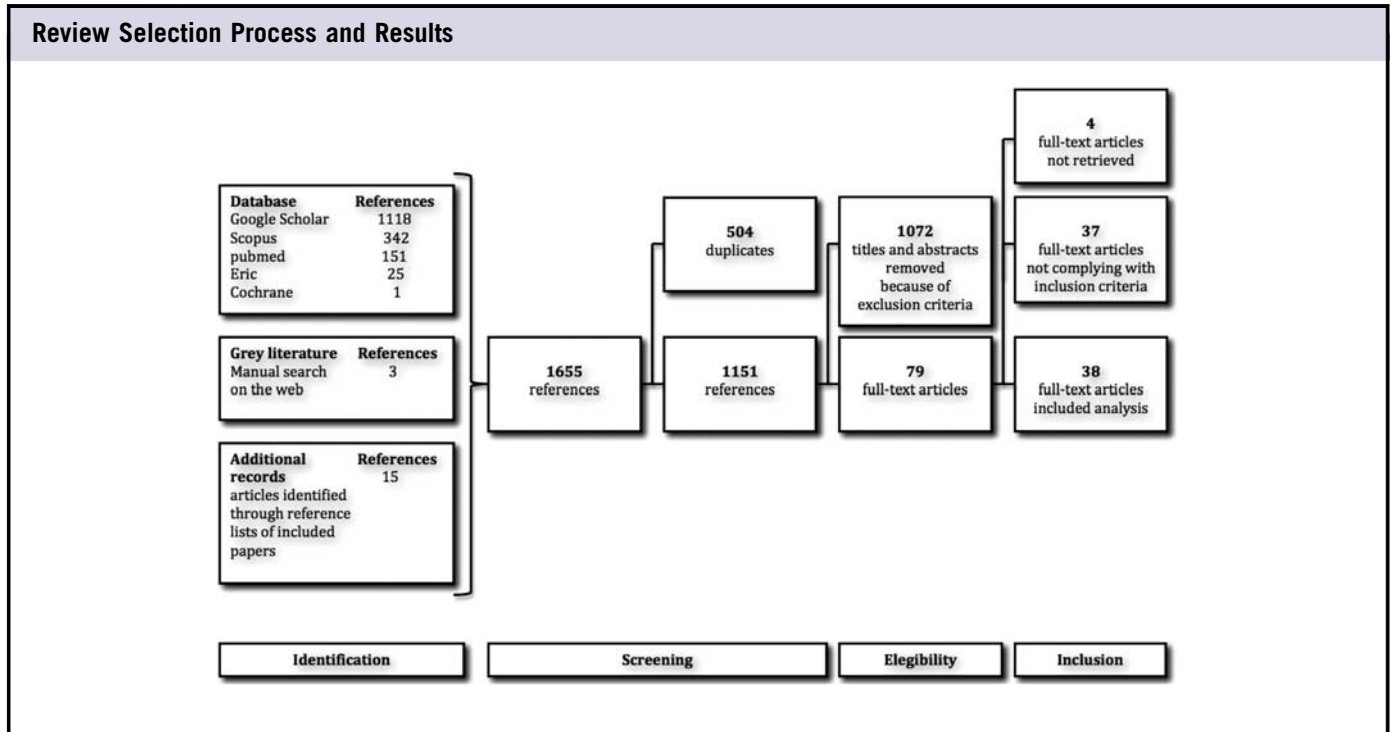 Review Selection Process and Results
Database References
Google Scholar 1118
Scopus 342
pubmed 151
Eric 25
Cochrane 1
Grey literature References
Manual search 3
on the web
Additional References
records 15
articles identified
through reference
lists of included
papers
1655
references
504
duplicates
1151
references
1072
titles and abstracts
removed
because of
exclusion criteria
79
full-text articles
4
full-text articles
not retrieved
37
full-text articles
not complying with
inclusion criteria
38
full-text articles
included analysis
Identification
Screening
Elegibility
Inclusion